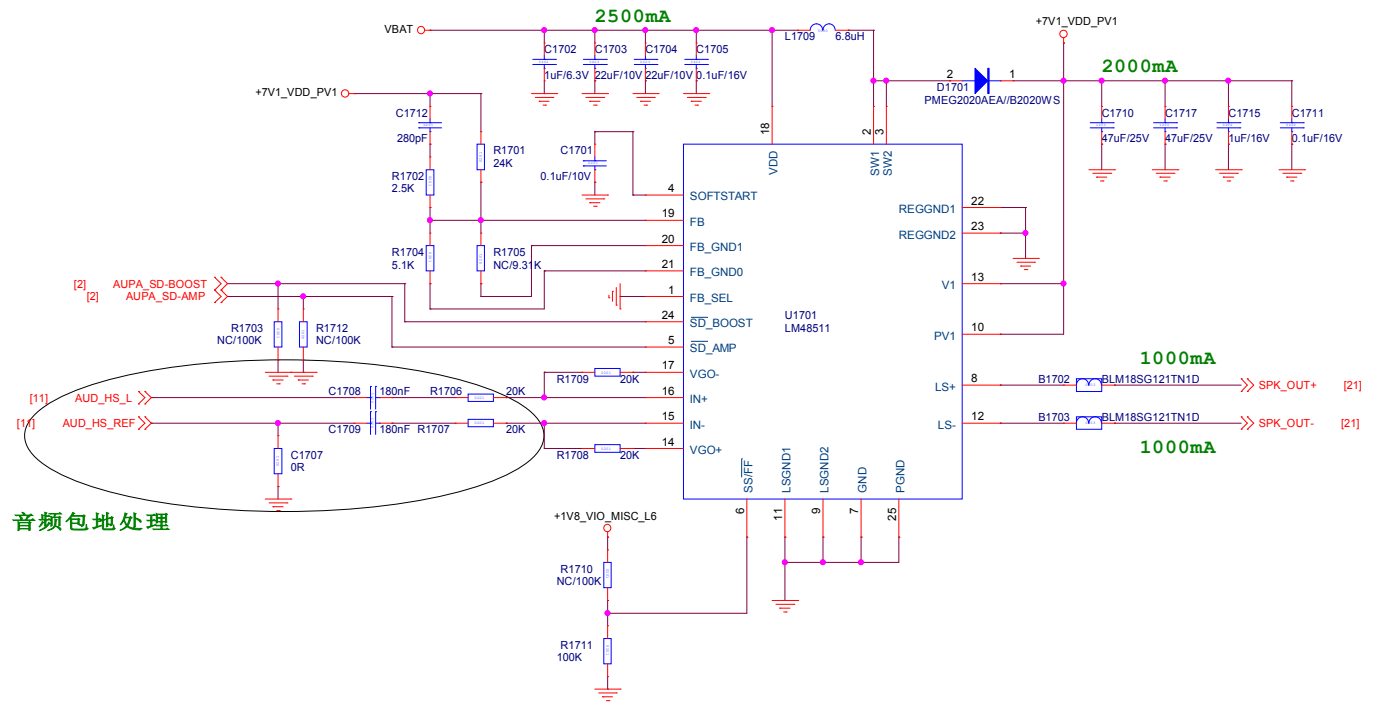 2500mA
VBAT
L1709 6.8uH
+7V1_VDD_PV1
C1702 1uF/6.3V
C1703 22uF/10V
C1704 22uF/10V
C1705 0.1uF/16V
2 1
D1701
PMEG2020AEA//B2020WS
2000mA
C1710 47uF/25V
C1717 47uF/25V
C1715 1uF/16V
C1711 0.1uF/16V
+7V1_VDD_PV1
C1712
280pF
R1701
24K
R1702
2.5K
C1701
0.1uF/10V
R1704
5.1K
R1705
NC/9.31K
18 VDD
2 SW1
3 SW2
4 SOFTSTART
19 FB
20 FB_GND1
21 FB_GND0
1 FB_SEL
24 SD_BOOST
5 SD_AMP
17 VGO-
16 IN+
15 IN-
14 VGO+
REGGND1 22
REGGND2 23
V1 13
PV1 10
LS+ 8
LS- 12
U1701
LM48511
6 SS/FF
11 LSGND1
9 LSGND2
7 GND
25 PGND
[2] AUPA_SD-BOOST
[2] AUPA_SD-AMP
R1703
NC/100K
R1712
NC/100K
R1709 20K
[11] AUD_HS_L C1708 180nF R1706 20K
[11] AUD_HS_REF C1709 180nF R1707 20K
R1708 20K
C1707
0R
音频包地处理
1000mA
B1702 BLM18SG121TN1D SPK_OUT+ [21]
B1703 BLM18SG121TN1D SPK_OUT- [21]
1000mA
+1V8_VIO_MISC_L6
R1710
NC/100K
R1711
100K